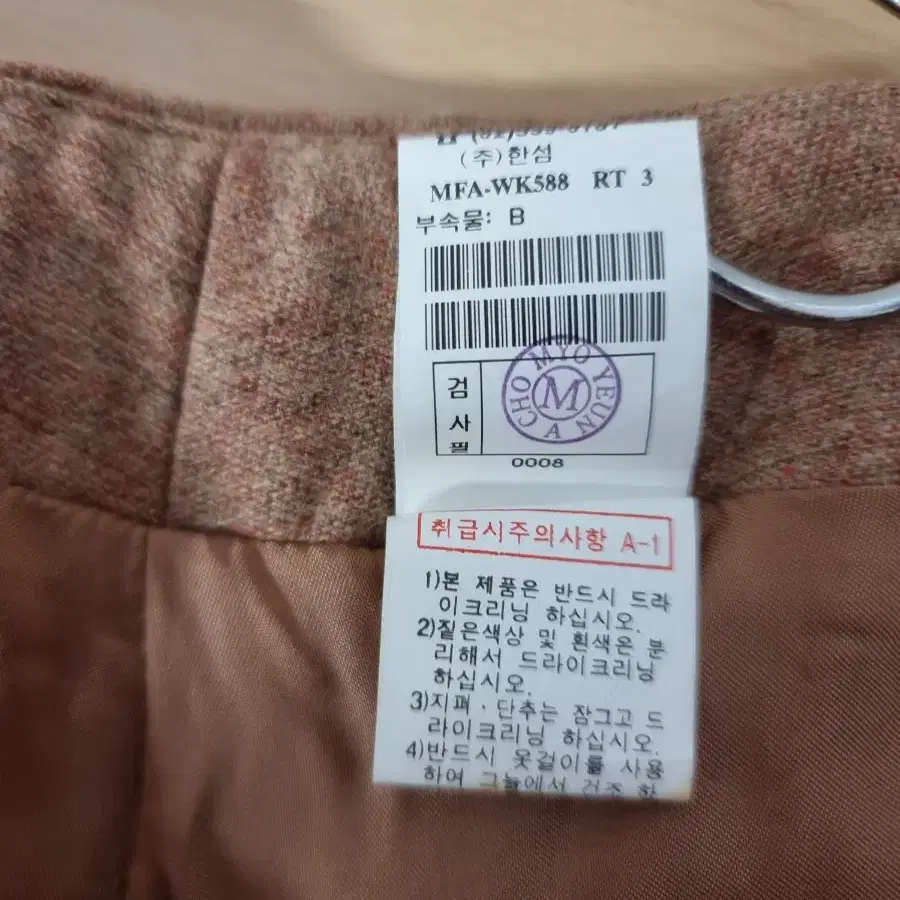 (주)한섬
MFA-WK588 RT 3
부속물: B
검
사
필
CHO MYO YEUN A
M
0008
취급시주의사항 A-1
1)본 제품은 반드시 드라
이크리닝 하십시오.
2)짙은색상 및 흰색은 분
리해서 드라이크리닝
하십시오.
3)지퍼·단추는 잠그고 드
라이크리닝 하십시오.
4)반드시 옷걸이를 사용
하여 그늘에서 건조